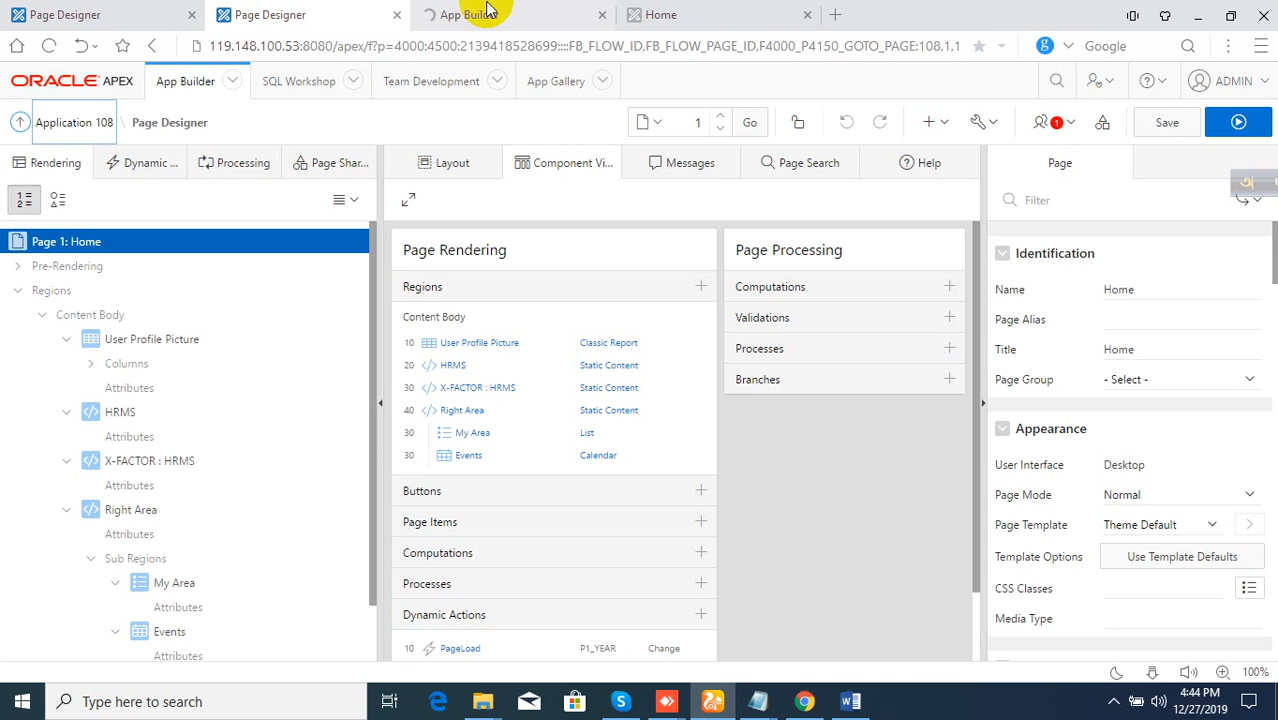 Page Designer
Page Designer
App Builder
Home
119.148.100.53:8080/apex/f?p=4000:4500:2139418528699::::FB_FLOW_ID,FB_FLOW_PAGE_ID,F4000_P4150_GOTO_PAGE:108,1,1
Google
ORACLE APEX
App Builder
SQL Workshop
Team Development
App Gallery
ADMIN
Application 108
\ Page Designer
1
Go
1
Save
Rendering
Dynamic ...
Processing
Page Shar...
Layout
Component Vi...
Messages
Page Search
Help
Page
Filter
Page 1: Home
Pre-Rendering
Regions
Content Body
User Profile Picture
Columns
Attributes
HRMS
Attributes
X-FACTOR : HRMS
Attributes
Right Area
Attributes
Sub Regions
My Area
Attributes
Events
Attributes
Page Rendering
Regions
Content Body
10 User Profile Picture Classic Report
20 HRMS Static Content
30 X-FACTOR : HRMS Static Content
40 Right Area Static Content
30 My Area List
30 Events Calendar
Buttons
Page Items
Computations
Processes
Dynamic Actions
10 PageLoad P1_YEAR Change
Page Processing
Computations
Validations
Processes
Branches
Identification
Name Home
Page Alias
Title Home
Page Group - Select -
Appearance
User Interface Desktop
Page Mode Normal
Page Template Theme Default
Template Options Use Template Defaults
CSS Classes
Media Type
100%
Type here to search
4:44 PM
12/27/2019